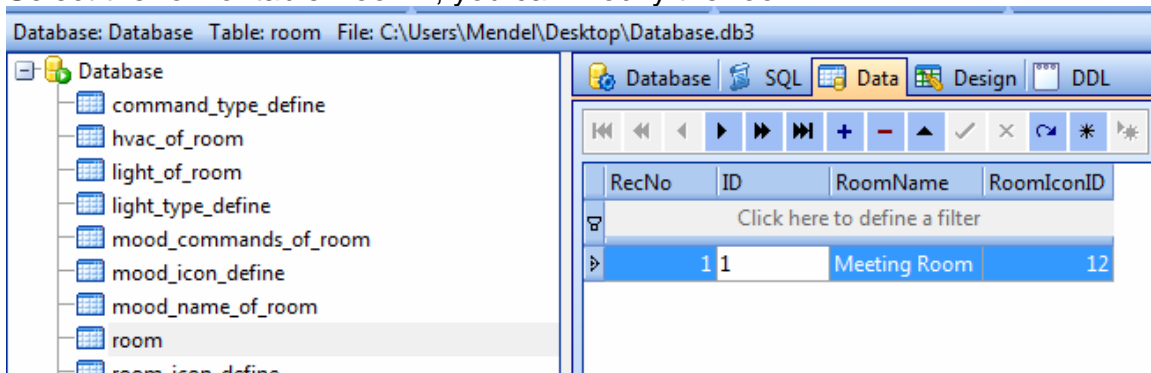 Database: Database Table: room File: C:\Users\Mendel\Desktop\Database.db3
Database
command_type_define
hvac_of_room
light_of_room
light_type_define
mood_commands_of_room
mood_icon_define
mood_name_of_room
room
Database SQL Data Design DDL
RecNo ID RoomName RoomIconID
Click here to define a filter
1 1 Meeting Room 12